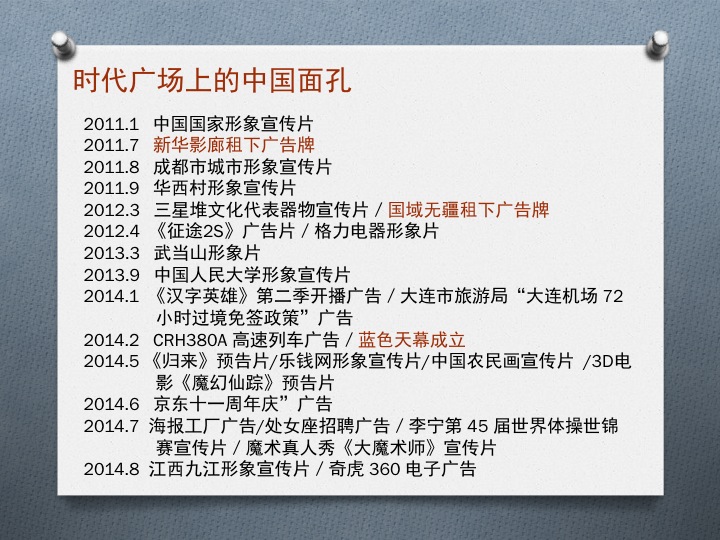 时代广场上的中国面孔
2011.1 中国国家形象宣传片
2011.7 新华影廊租下广告牌
2011.8 成都市城市形象宣传片
2011.9 华西村形象宣传片
2012.3 三星堆文化代表器物宣传片 / 国域无疆租下广告牌
2012.4 《征途2S》广告片 / 格力电器形象片
2013.3 武当山形象片
2013.9 中国人民大学形象宣传片
2014.1 《汉字英雄》第二季开播广告 / 大连市旅游局“大连机场 72
小时过境免签政策”广告
2014.2 CRH380A 高速列车广告 / 蓝色天幕成立
2014.5 《归来》预告片/乐钱网形象宣传片/中国农民画宣传片 /3D电
影《魔幻仙踪》预告片
2014.6 京东十一周年庆”广告
2014.7 海报工厂广告/处女座招聘广告 / 李宁第 45 届世界体操世锦
赛宣传片 / 魔术真人秀《大魔术师》宣传片
2014.8 江西九江形象宣传片 / 奇虎 360 电子广告